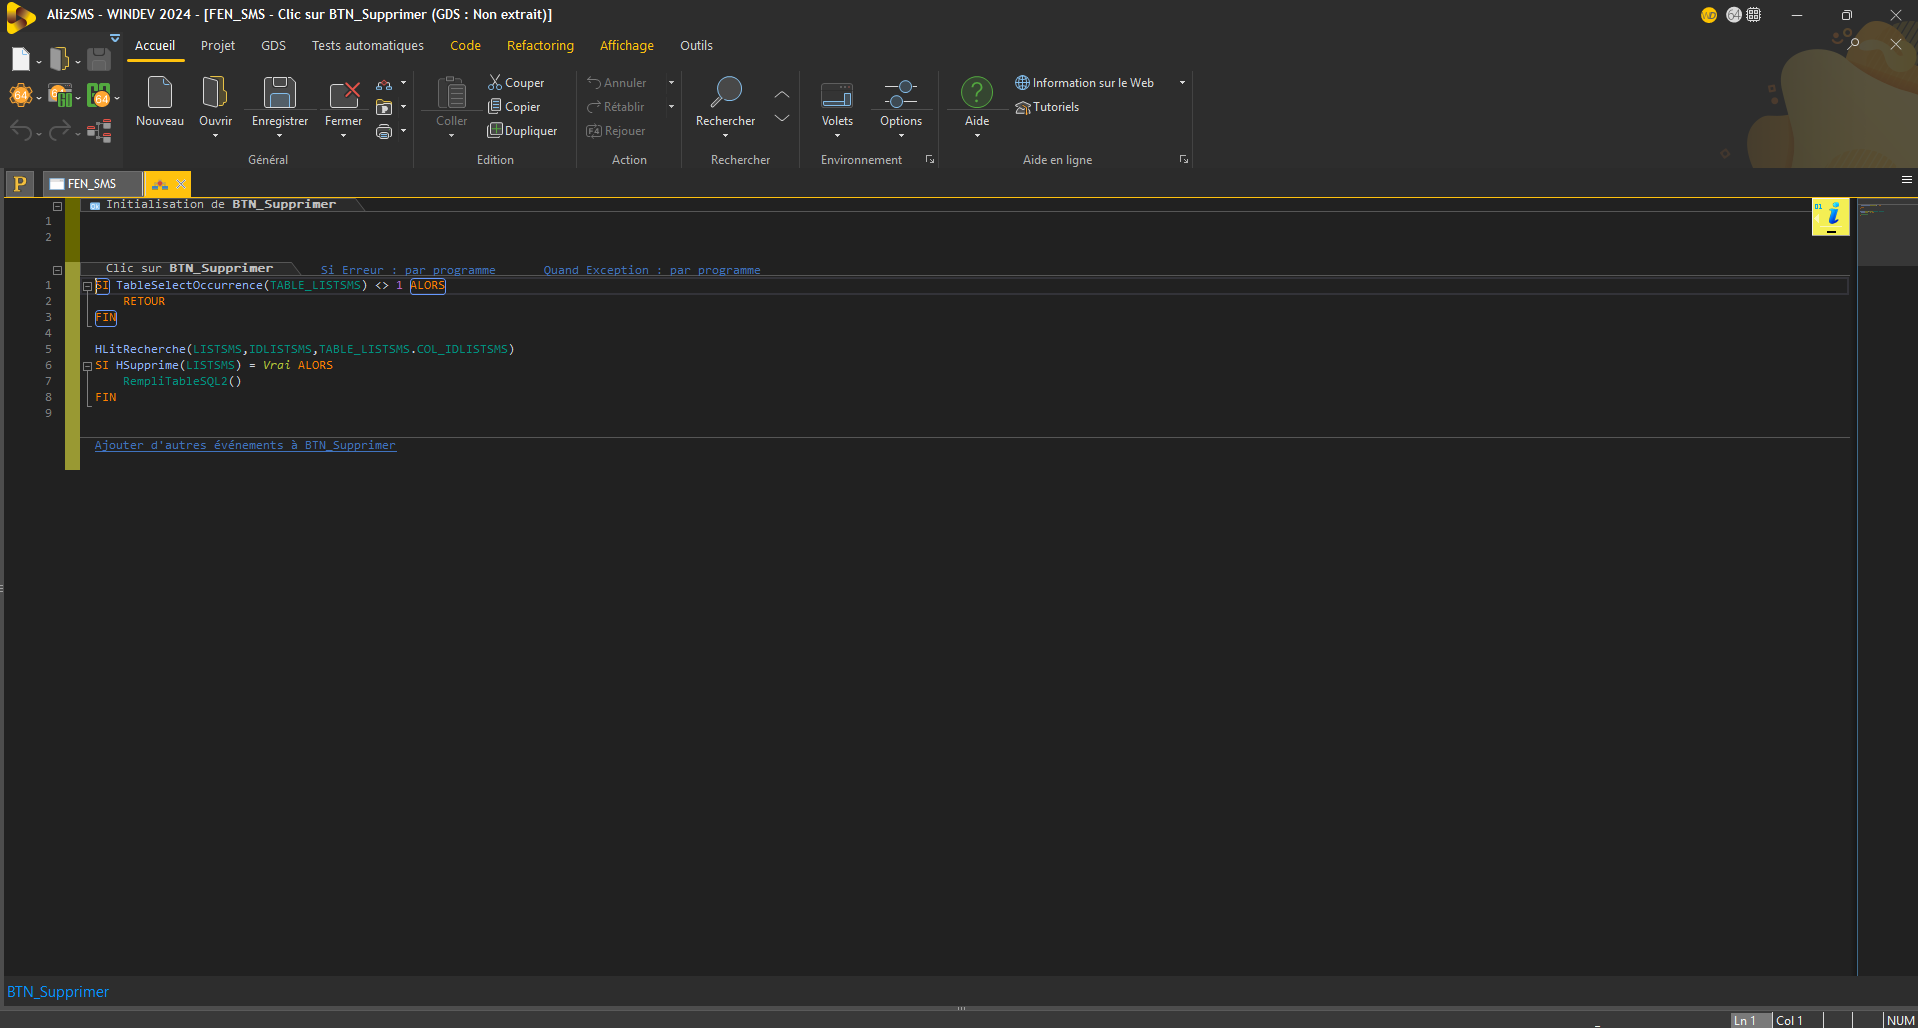 AlizSMS - WINDEV 2024 - [FEN_SMS - Clic sur BTN_Supprimer (GDS : Non extrait)]
WD
64
Accueil Projet GDS Tests automatiques Code Refactoring Affichage Outils
Nouveau Ouvrir Enregistrer Fermer
Coller
Couper
Copier
Dupliquer
Annuler
Rétablir
F4 Rejouer
Rechercher
Volets Options
Aide
Information sur le Web
Tutoriels
Général Edition Action Rechercher Environnement Aide en ligne
P FEN_SMS
Initialisation de BTN_Supprimer
1
2
Clic sur BTN_Supprimer Si Erreur : par programme Quand Exception : par programme
1 SI TableSelectOccurrence(TABLE_LISTSMS) <> 1 ALORS
2 RETOUR
3 FIN
4
5 HLitRecherche(LISTSMS,IDLISTSMS,TABLE_LISTSMS.COL_IDLISTSMS)
6 SI HSupprime(LISTSMS) = Vrai ALORS
7 RempliTableSQL2()
8 FIN
9
Ajouter d'autres événements à BTN_Supprimer
BTN_Supprimer
Ln 1 Col 1 NUM